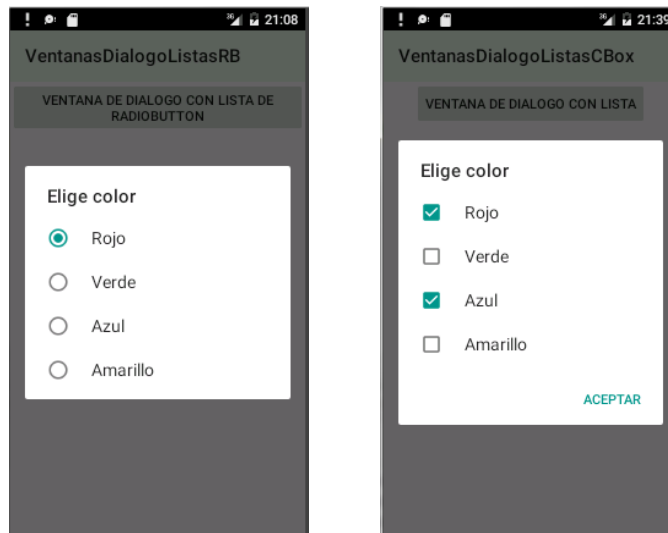 21:08
VentanasDialogoListasRB
VENTANA DE DIALOGO CON LISTA DE
RADIOBUTTON
Elige color
Rojo
Verde
Azul
Amarillo
21:39
VentanasDialogoListasCBox
VENTANA DE DIALOGO CON LISTA
Elige color
Rojo
Verde
Azul
Amarillo
ACEPTAR